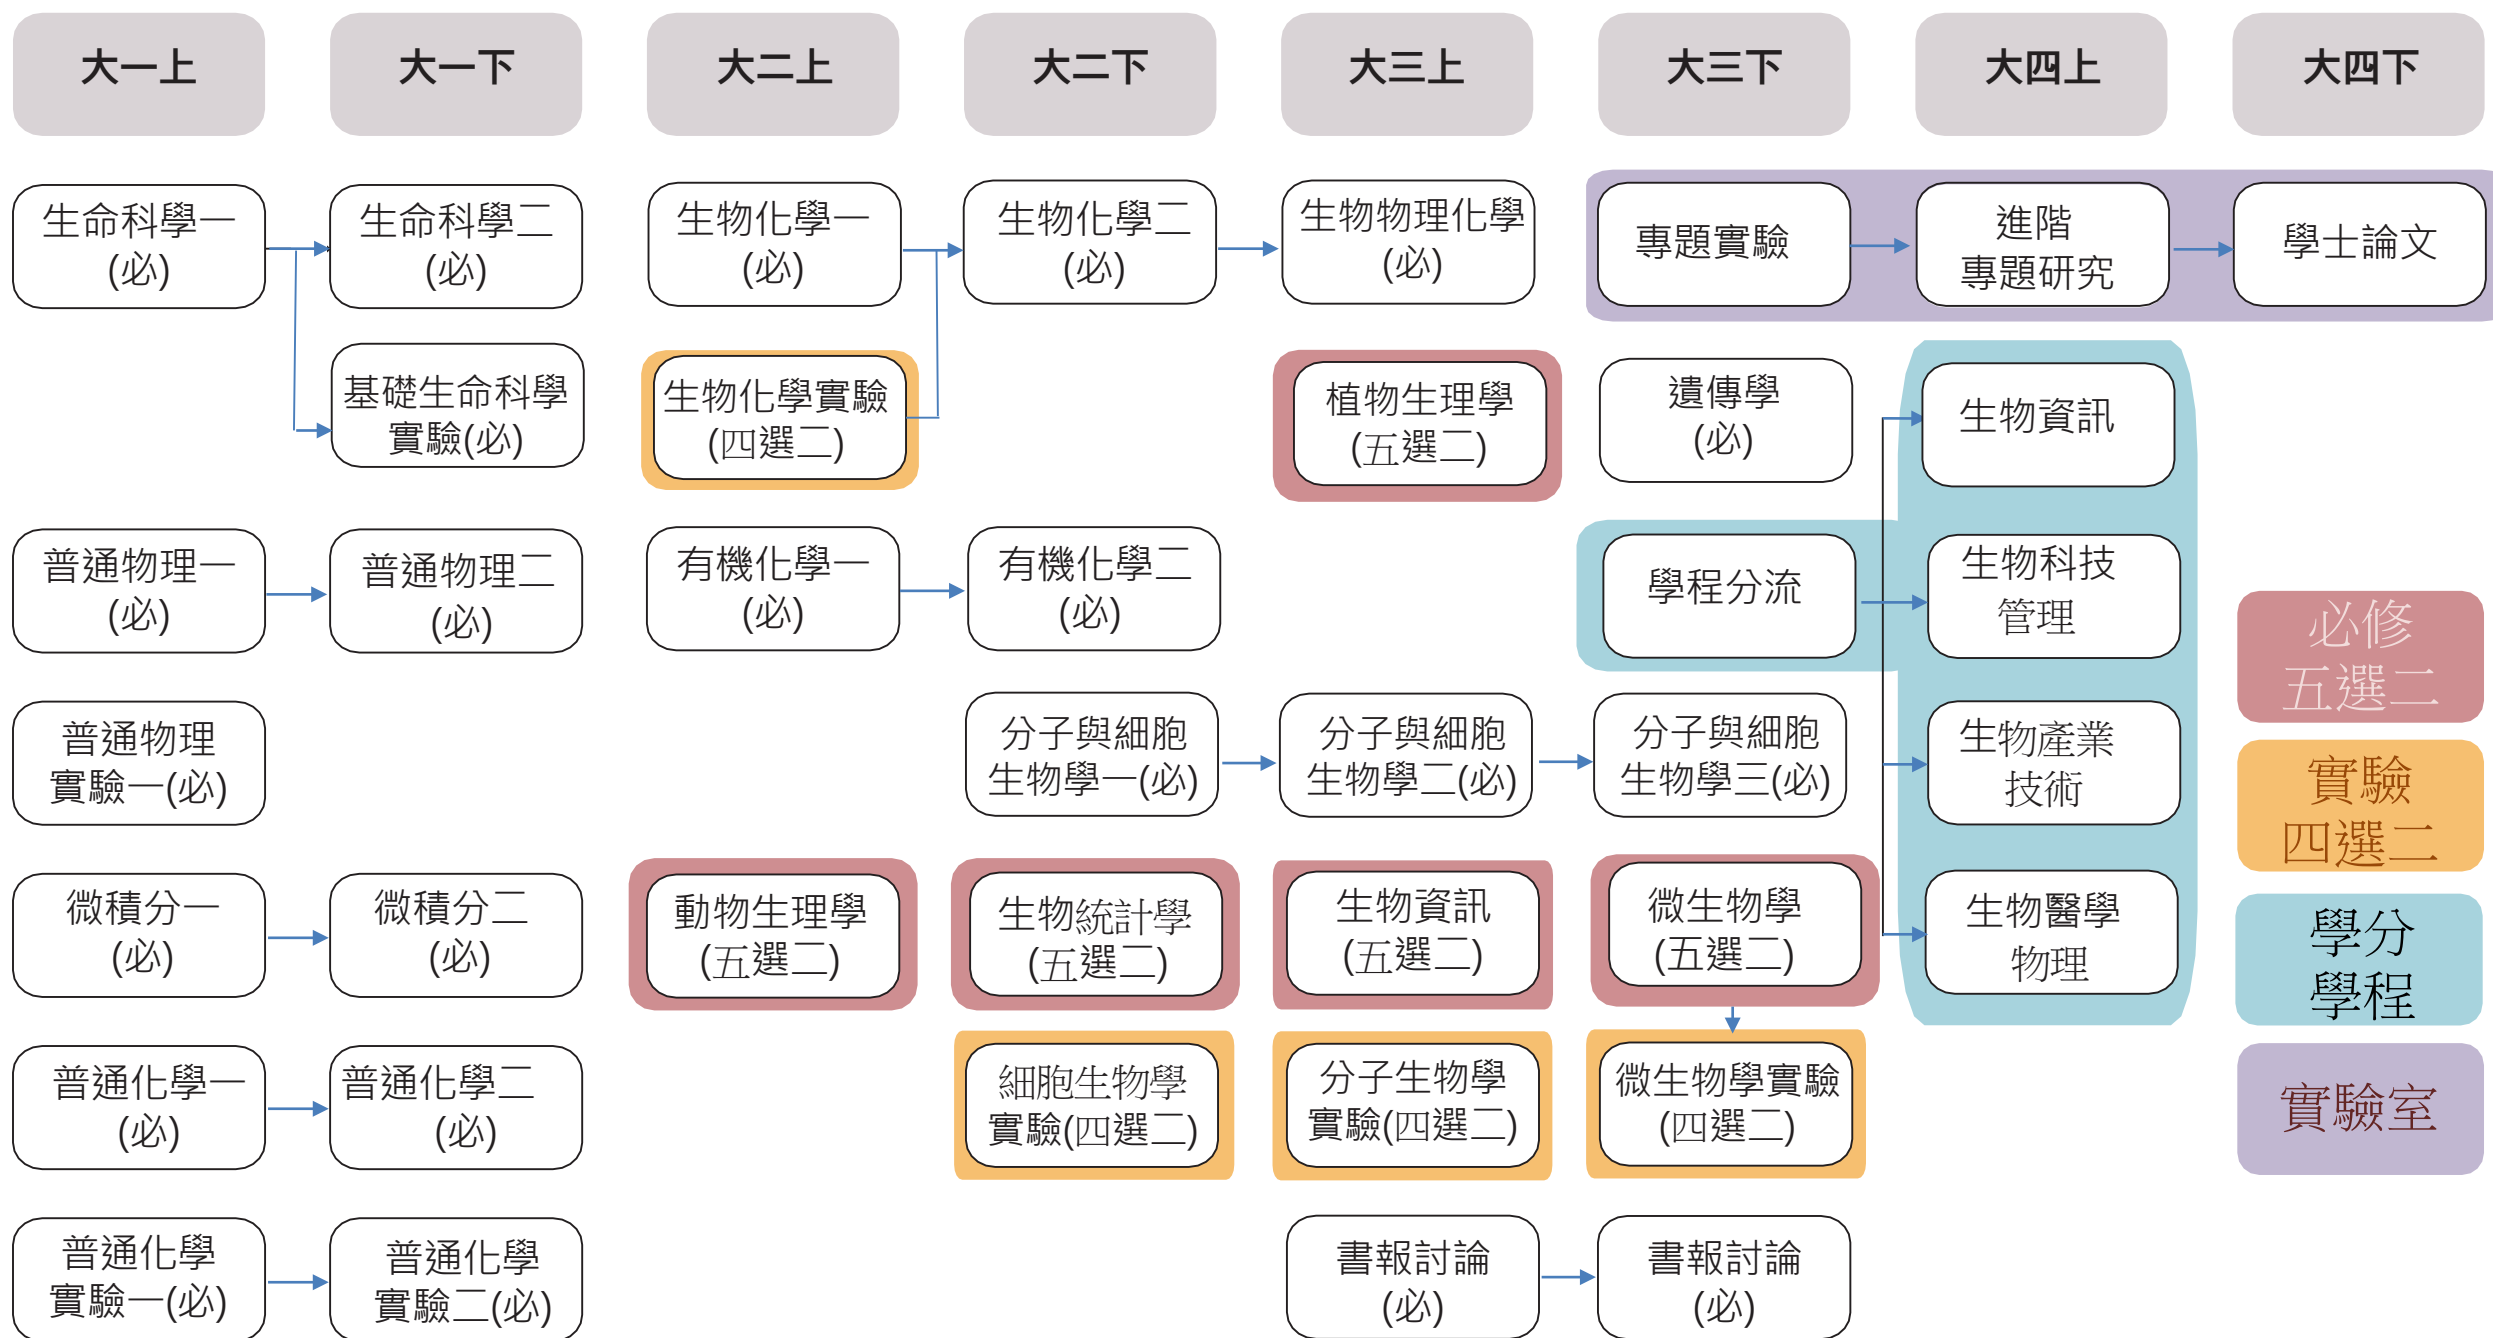 大一上
大一下
大二上
大二下
大三上
大三下
大四上
大四下
生命科學一
(必)
生命科學二
(必)
生物化學一
(必)
生物化學二
(必)
生物物理化學
(必)
專題實驗
進階
專題研究
學士論文
基礎生命科學
實驗(必)
生物化學實驗
(四選二)
植物生理學
(五選二)
遺傳學
(必)
生物資訊
普通物理一
(必)
普通物理二
(必)
有機化學一
(必)
有機化學二
(必)
學程分流
生物科技
管理
必修
五選二
普通物理
實驗一(必)
分子與細胞
生物學一(必)
分子與細胞
生物學二(必)
分子與細胞
生物學三(必)
生物產業
技術
實驗
四選二
微積分一
(必)
微積分二
(必)
動物生理學
(五選二)
生物統計學
(五選二)
生物資訊
(五選二)
微生物學
(五選二)
生物醫學
物理
學分
學程
普通化學一
(必)
普通化學二
(必)
細胞生物學
實驗(四選二)
分子生物學
實驗(四選二)
微生物學實驗
(四選二)
實驗室
普通化學
實驗一(必)
普通化學
實驗二(必)
書報討論
(必)
書報討論
(必)